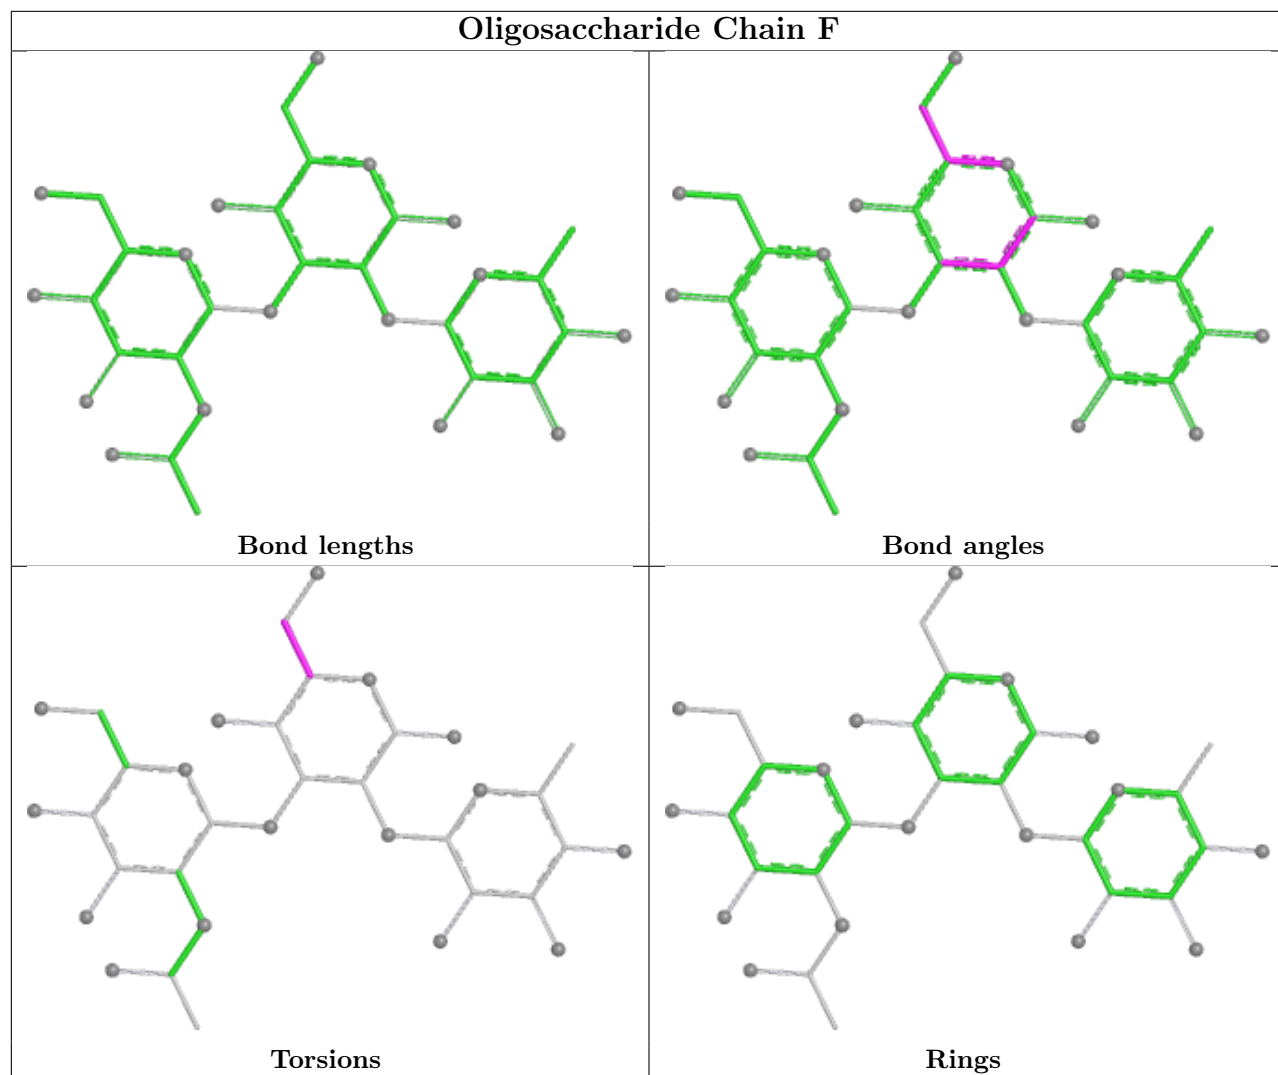 Oligosaccharide Chain F
Bond lengths
Bond angles
Torsions
Rings